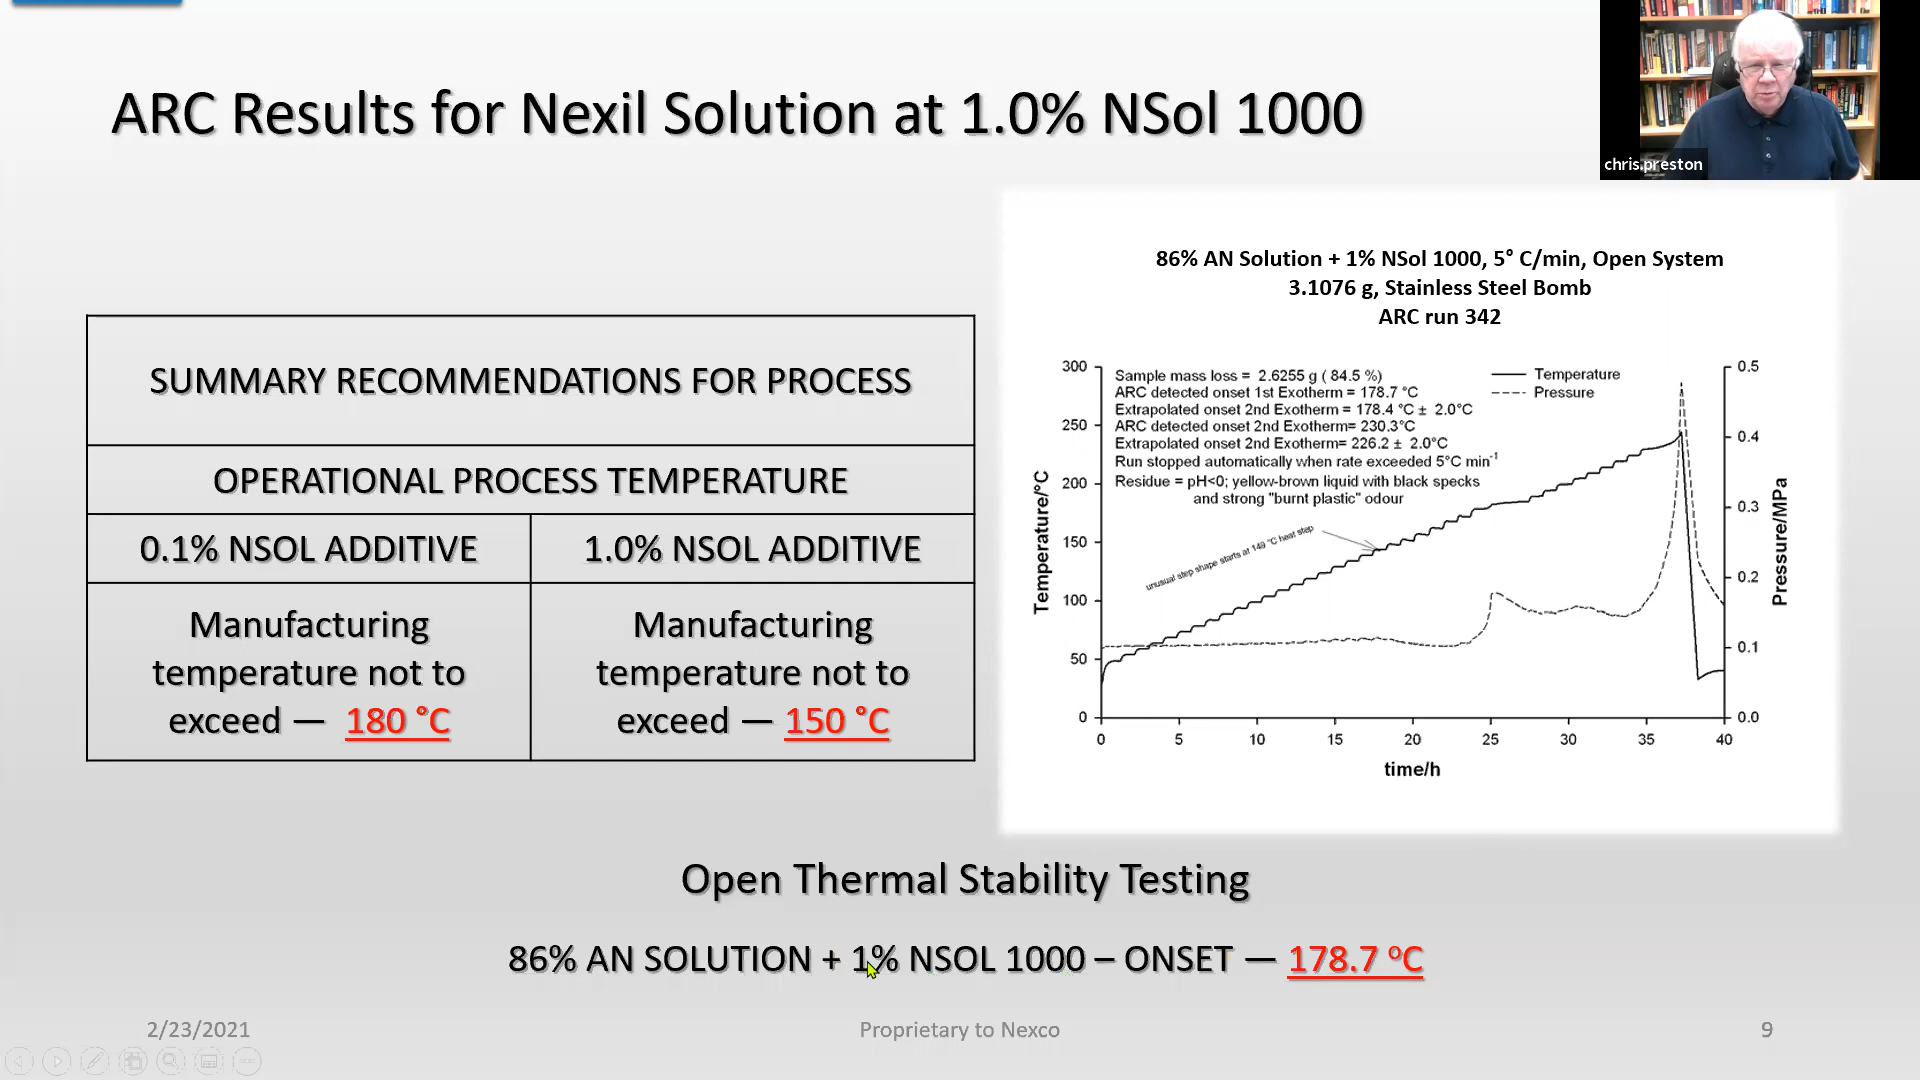 ARC Results for Nexil Solution at 1.0% NSol 1000
chris.preston
SUMMARY RECOMMENDATIONS FOR PROCESS
OPERATIONAL PROCESS TEMPERATURE
0.1% NSOL ADDITIVE
1.0% NSOL ADDITIVE
Manufacturing
temperature not to
exceed — 180 °C
Manufacturing
temperature not to
exceed — 150 °C
86% AN Solution + 1% NSol 1000, 5° C/min, Open System
3.1076 g, Stainless Steel Bomb
ARC run 342
Sample mass loss = 2.6255 g ( 84.5 %)
ARC detected onset 1st Exotherm = 178.7 °C
Extrapolated onset 2nd Exotherm = 178.4 °C ± 2.0°C
ARC detected onset 2nd Exotherm= 230.3°C
Extrapolated onset 2nd Exotherm= 226.2 ± 2.0°C
Run stopped automatically when rate exceeded 5°C min⁻¹
Residue = pH<0; yellow-brown liquid with black specks
and strong "burnt plastic" odour
Temperature
Pressure
unusual step shape starts at 149 °C heat step
Temperature/°C
300
250
200
150
100
50
0
0.5
0.4
0.3
0.2
0.1
0.0
Pressure/MPa
0 5 10 15 20 25 30 35 40
time/h
Open Thermal Stability Testing
86% AN SOLUTION + 1% NSOL 1000 – ONSET — 178.7 °C
2/23/2021
Proprietary to Nexco
9